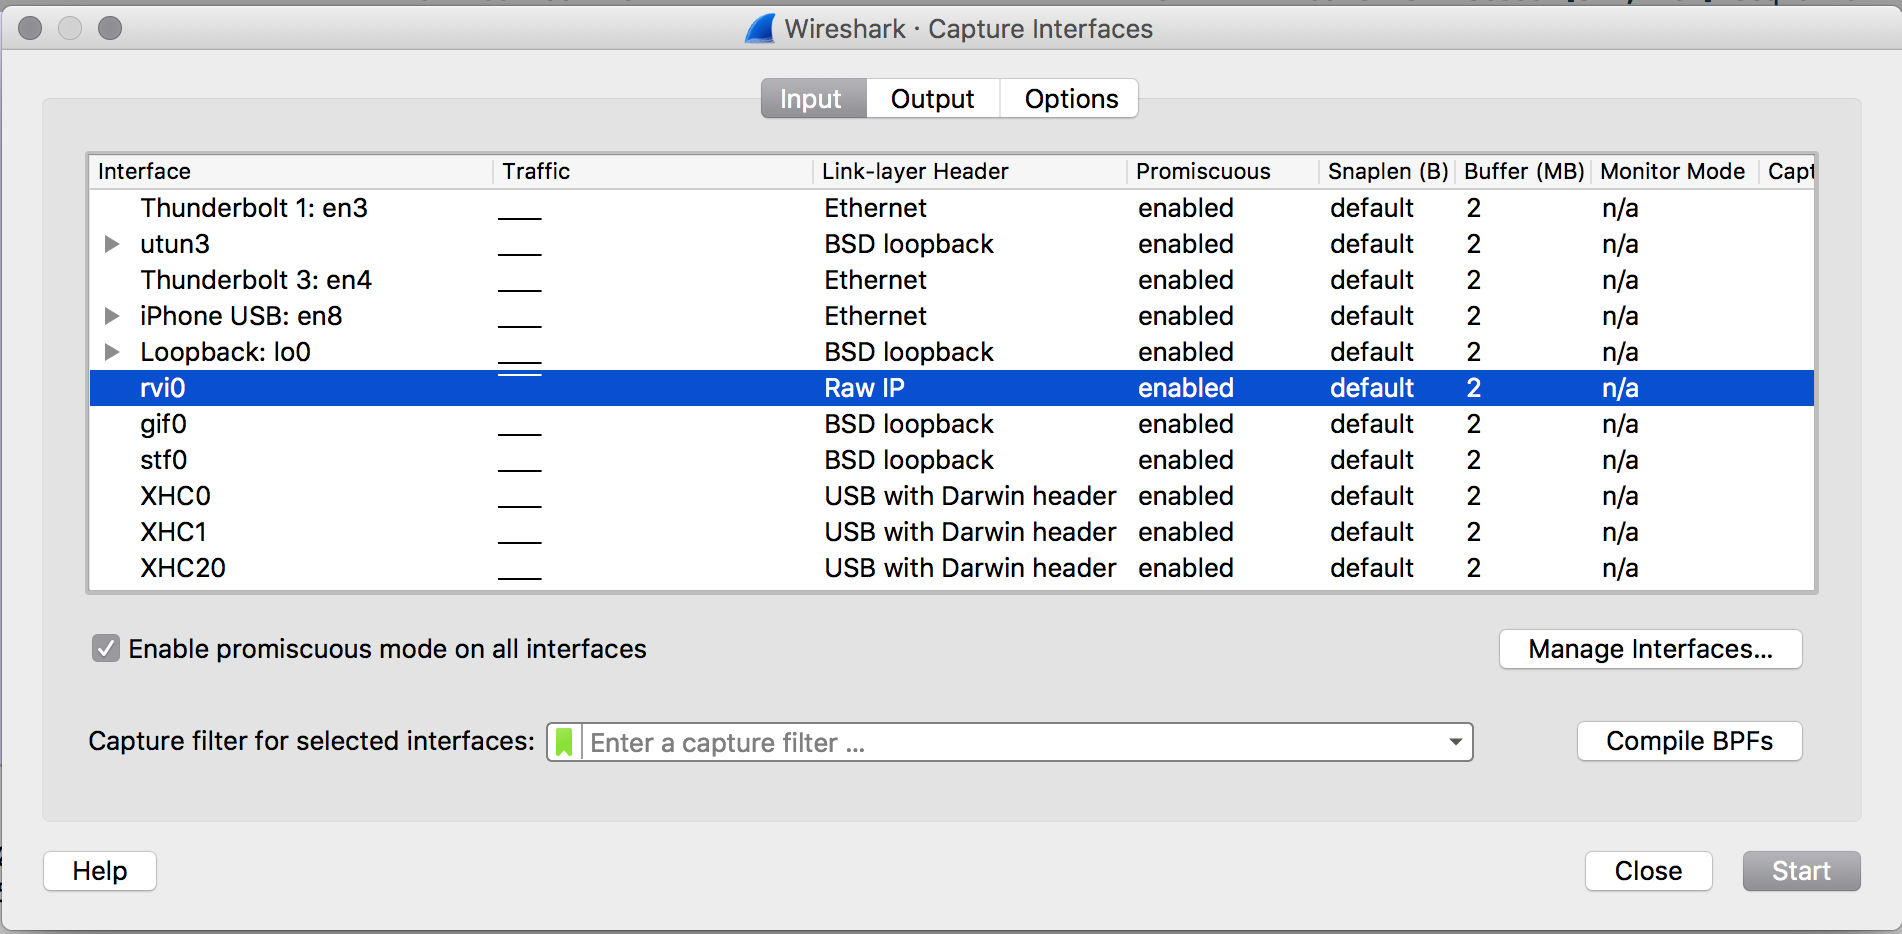 Wireshark · Capture Interfaces
Input Output Options
Interface Traffic Link-layer Header Promiscuous Snaplen (B) Buffer (MB) Monitor Mode Capt
Thunderbolt 1: en3 Ethernet enabled default 2 n/a
utun3 BSD loopback enabled default 2 n/a
Thunderbolt 3: en4 Ethernet enabled default 2 n/a
iPhone USB: en8 Ethernet enabled default 2 n/a
Loopback: lo0 BSD loopback enabled default 2 n/a
rvi0 Raw IP enabled default 2 n/a
gif0 BSD loopback enabled default 2 n/a
stf0 BSD loopback enabled default 2 n/a
XHC0 USB with Darwin header enabled default 2 n/a
XHC1 USB with Darwin header enabled default 2 n/a
XHC20 USB with Darwin header enabled default 2 n/a
Enable promiscuous mode on all interfaces Manage Interfaces...
Capture filter for selected interfaces: Enter a capture filter ... Compile BPFs
Help Close Start